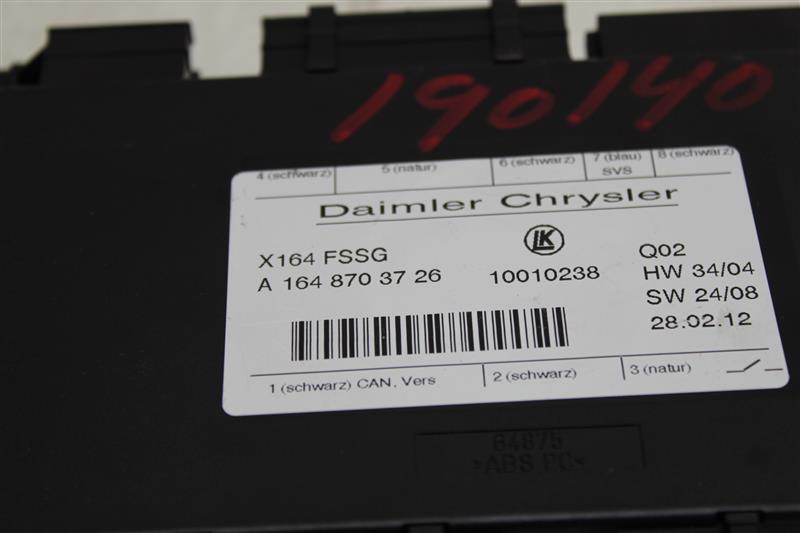 190140
4 (schwarz) 5 (natur) 6 (schwarz) 7 (blau) 8 (schwarz)
SVS
Daimler Chrysler
LK
X164 FSSG Q02
A 164 870 37 26 10010238 HW 34/04
SW 24/08
28.02.12
1 (schwarz) CAN, Vers 2 (schwarz) 3 (natur)
64875
>ABS PC<